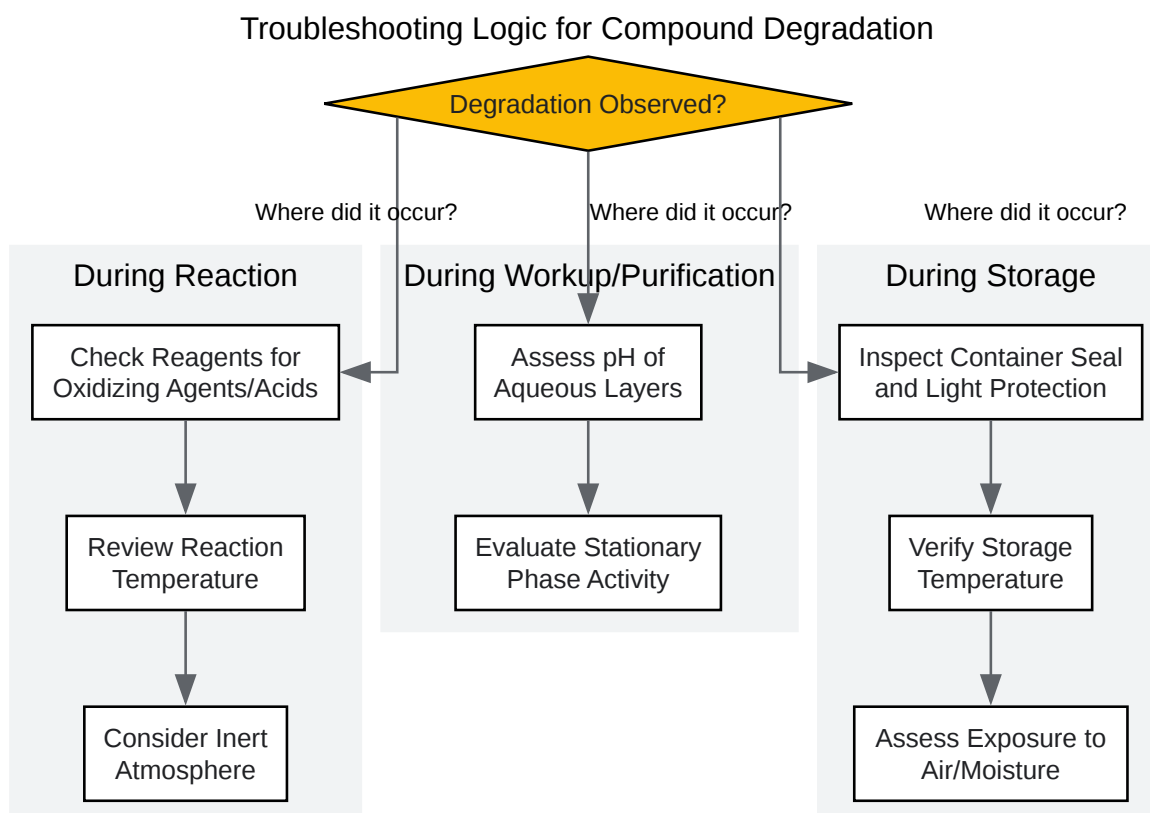 Troubleshooting Logic for Compound Degradation
Degradation Observed?
Where did it occur?
Where did it occur?
Where did it occur?
During Reaction
Check Reagents for
Oxidizing Agents/Acids
Review Reaction
Temperature
Consider Inert
Atmosphere
During Workup/Purification
Assess pH of
Aqueous Layers
Evaluate Stationary
Phase Activity
During Storage
Inspect Container Seal
and Light Protection
Verify Storage
Temperature
Assess Exposure to
Air/Moisture